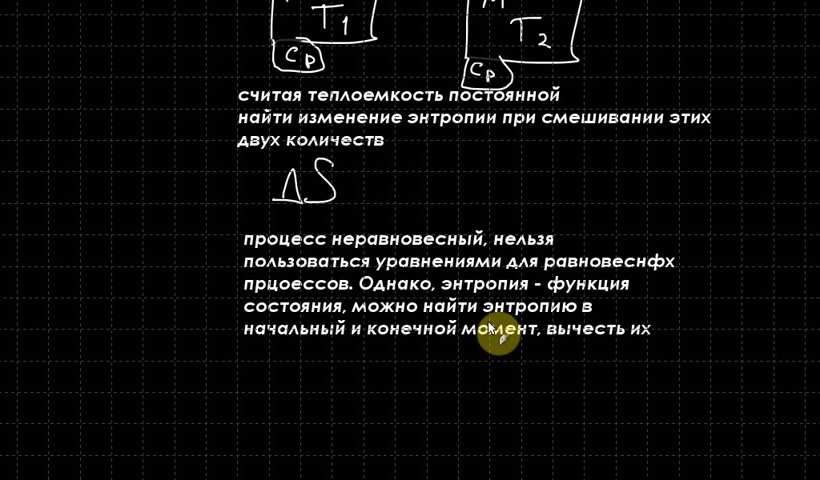 T1 T2
Cp Cp
считая теплоемкость постоянной
найти изменение энтропии при смешивании этих
двух количеств
ΔS
процесс неравновесный, нельзя
пользоваться уравнениями для равновеснфх
прцоессов. Однако, энтропия - функция
состояния, можно найти энтропию в
начальный и конечной момент, вычесть их